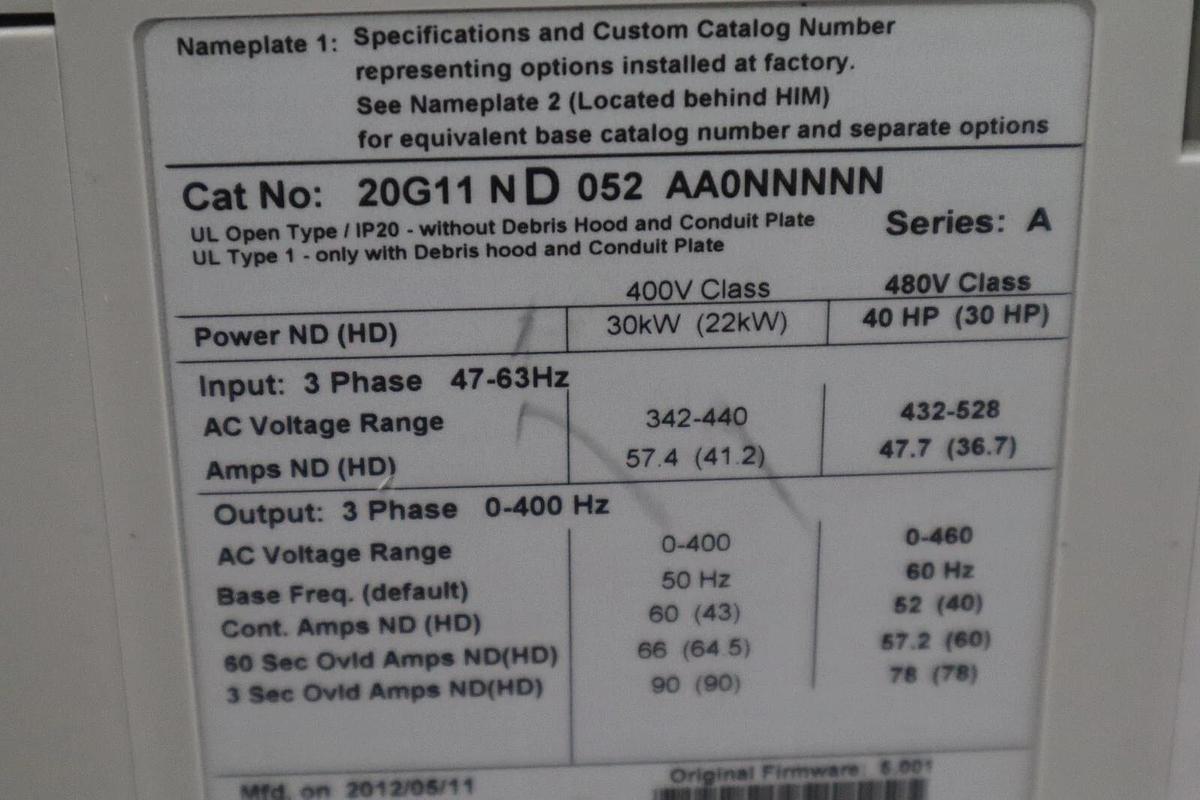 Nameplate 1: Specifications and Custom Catalog Number
representing options installed at factory.
See Nameplate 2 (Located behind HIM)
for equivalent base catalog number and separate options
Cat No: 20G11 N D 052 AA0NNNNN
UL Open Type / IP20 - without Debris Hood and Conduit Plate
UL Type 1 - only with Debris hood and Conduit Plate
Series: A
400V Class 480V Class
Power ND (HD) 30kW (22kW) 40 HP (30 HP)
Input: 3 Phase 47-63Hz
AC Voltage Range 342-440 432-528
Amps ND (HD) 57.4 (41.2) 47.7 (36.7)
Output: 3 Phase 0-400 Hz
AC Voltage Range 0-400 0-460
Base Freq. (default) 50 Hz 60 Hz
Cont. Amps ND (HD) 60 (43) 52 (40)
60 Sec Ovld Amps ND(HD) 66 (64.5) 57.2 (60)
3 Sec Ovld Amps ND(HD) 90 (90) 78 (78)
Mfd. on 2012/05/11 Original Firmware: 6.001